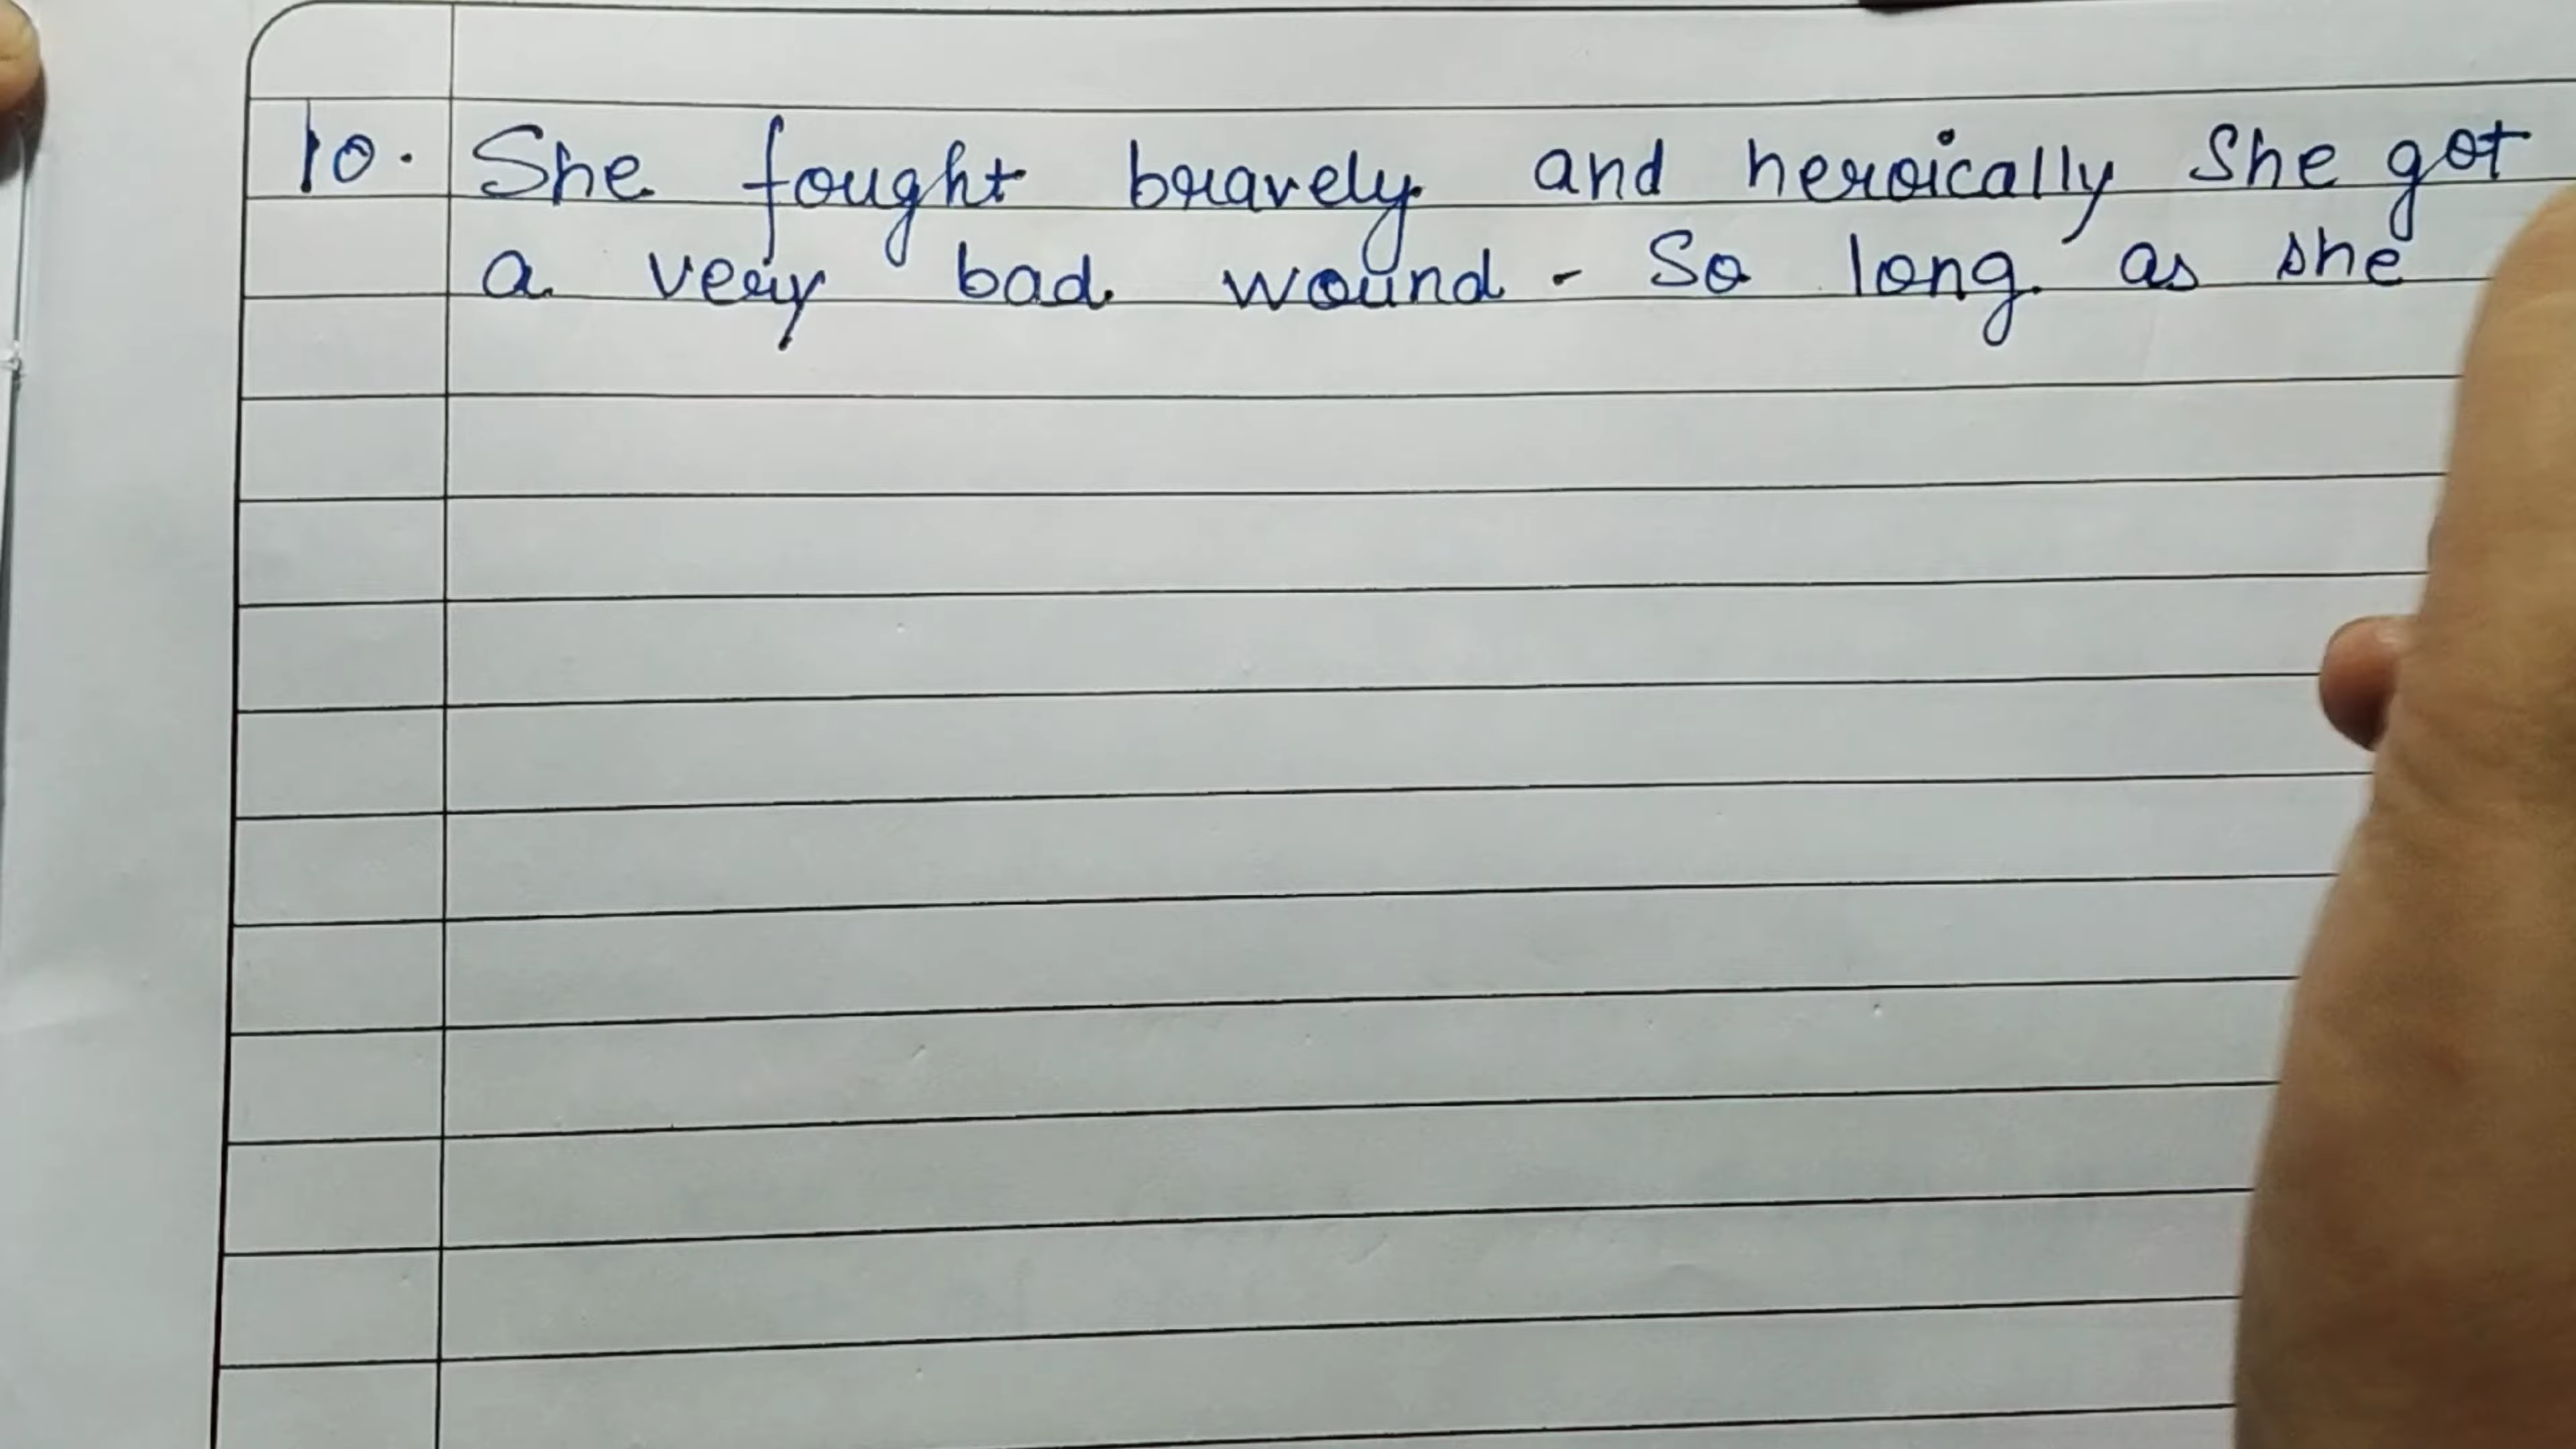 10. She fought bravely and heroically She got
a very bad wound - So long as she